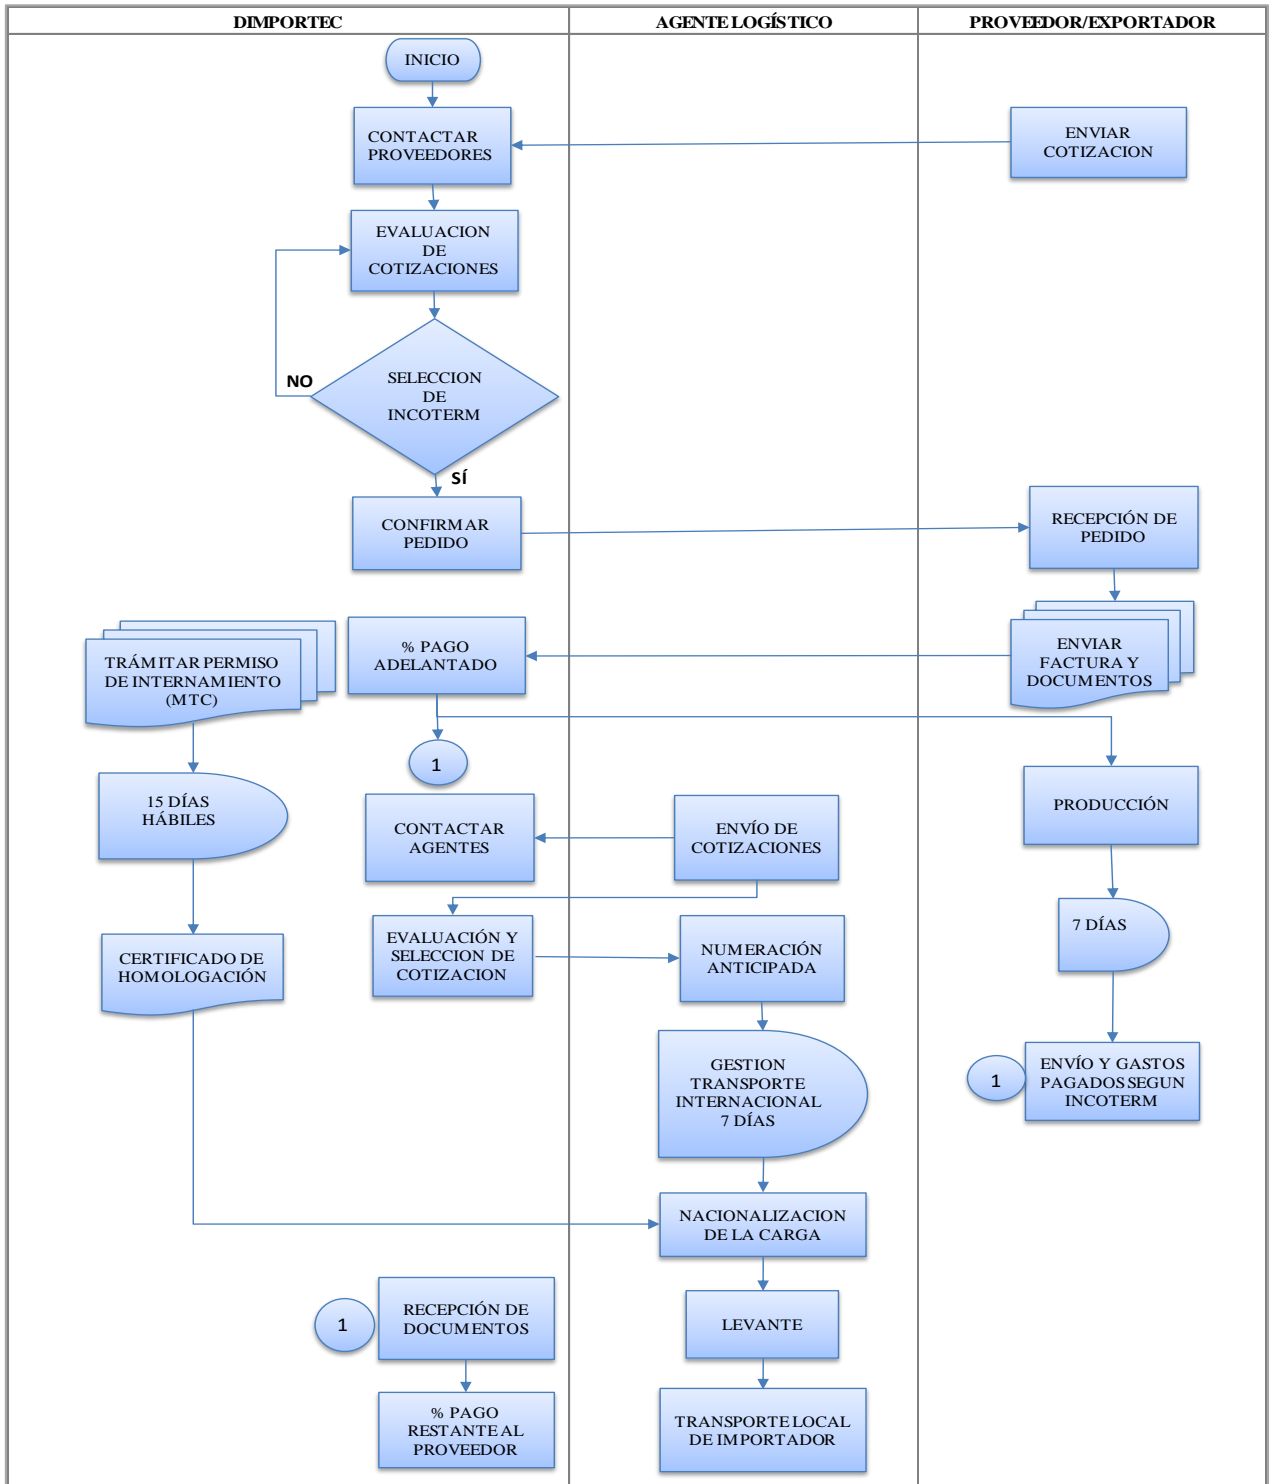 DIMPORTEC
AGENTE LOGÍSTICO
PROVEEDOR/EXPORTADOR
INICIO
CONTACTAR
PROVEEDORES
ENVIAR
COTIZACION
EVALUACION
DE
COTIZACIONES
NO
SELECCION
DE
INCOTERM
SÍ
CONFIRMAR
PEDIDO
RECEPCIÓN DE
PEDIDO
TRÁMITAR PERMISO
DE INTERNAMIENTO
(MTC)
% PAGO
ADELANTADO
ENVIAR
FACTURA Y
DOCUMENTOS
1
15 DÍAS
HÁBILES
CONTACTAR
AGENTES
ENVÍO DE
COTIZACIONES
PRODUCCIÓN
7 DÍAS
CERTIFICADO DE
HOMOLOGACIÓN
EVALUACIÓN Y
SELECCION DE
COTIZACION
NUMERACIÓN
ANTICIPADA
GESTION
TRANSPORTE
INTERNACIONAL
7 DÍAS
1
ENVÍO Y GASTOS
PAGADOS SEGUN
INCOTERM
NACIONALIZACION
DE LA CARGA
1
RECEPCIÓN DE
DOCUMENTOS
LEVANTE
% PAGO
RESTANTE AL
PROVEEDOR
TRANSPORTE LOCAL
DE IMPORTADOR